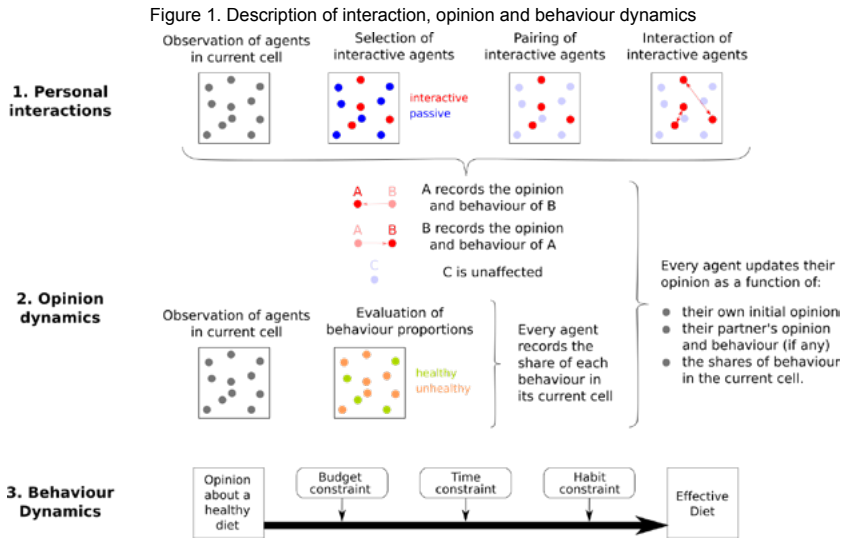 Figure 1. Description of interaction, opinion and behaviour dynamics
Observation of agents
in current cell
Selection of
interactive agents
Pairing of
interactive agents
Interaction of
interactive agents
1. Personal
interactions
interactive
passive
A B
A records the opinion
and behaviour of B
A B
B records the opinion
and behaviour of A
C
C is unaffected
2. Opinion
dynamics
Observation of agents
in current cell
Evaluation of
behaviour proportions
healthy
unhealthy
Every agent
records the
share of each
behaviour in
its current cell
Every agent updates their
opinion as a function of:
● their own initial opinion
● their partner's opinion
and behaviour (if any)
● the shares of behaviour
in the current cell.
3. Behaviour
Dynamics
Opinion
about a
healthy
diet
Budget
constraint
Time
constraint
Habit
constraint
Effective
Diet